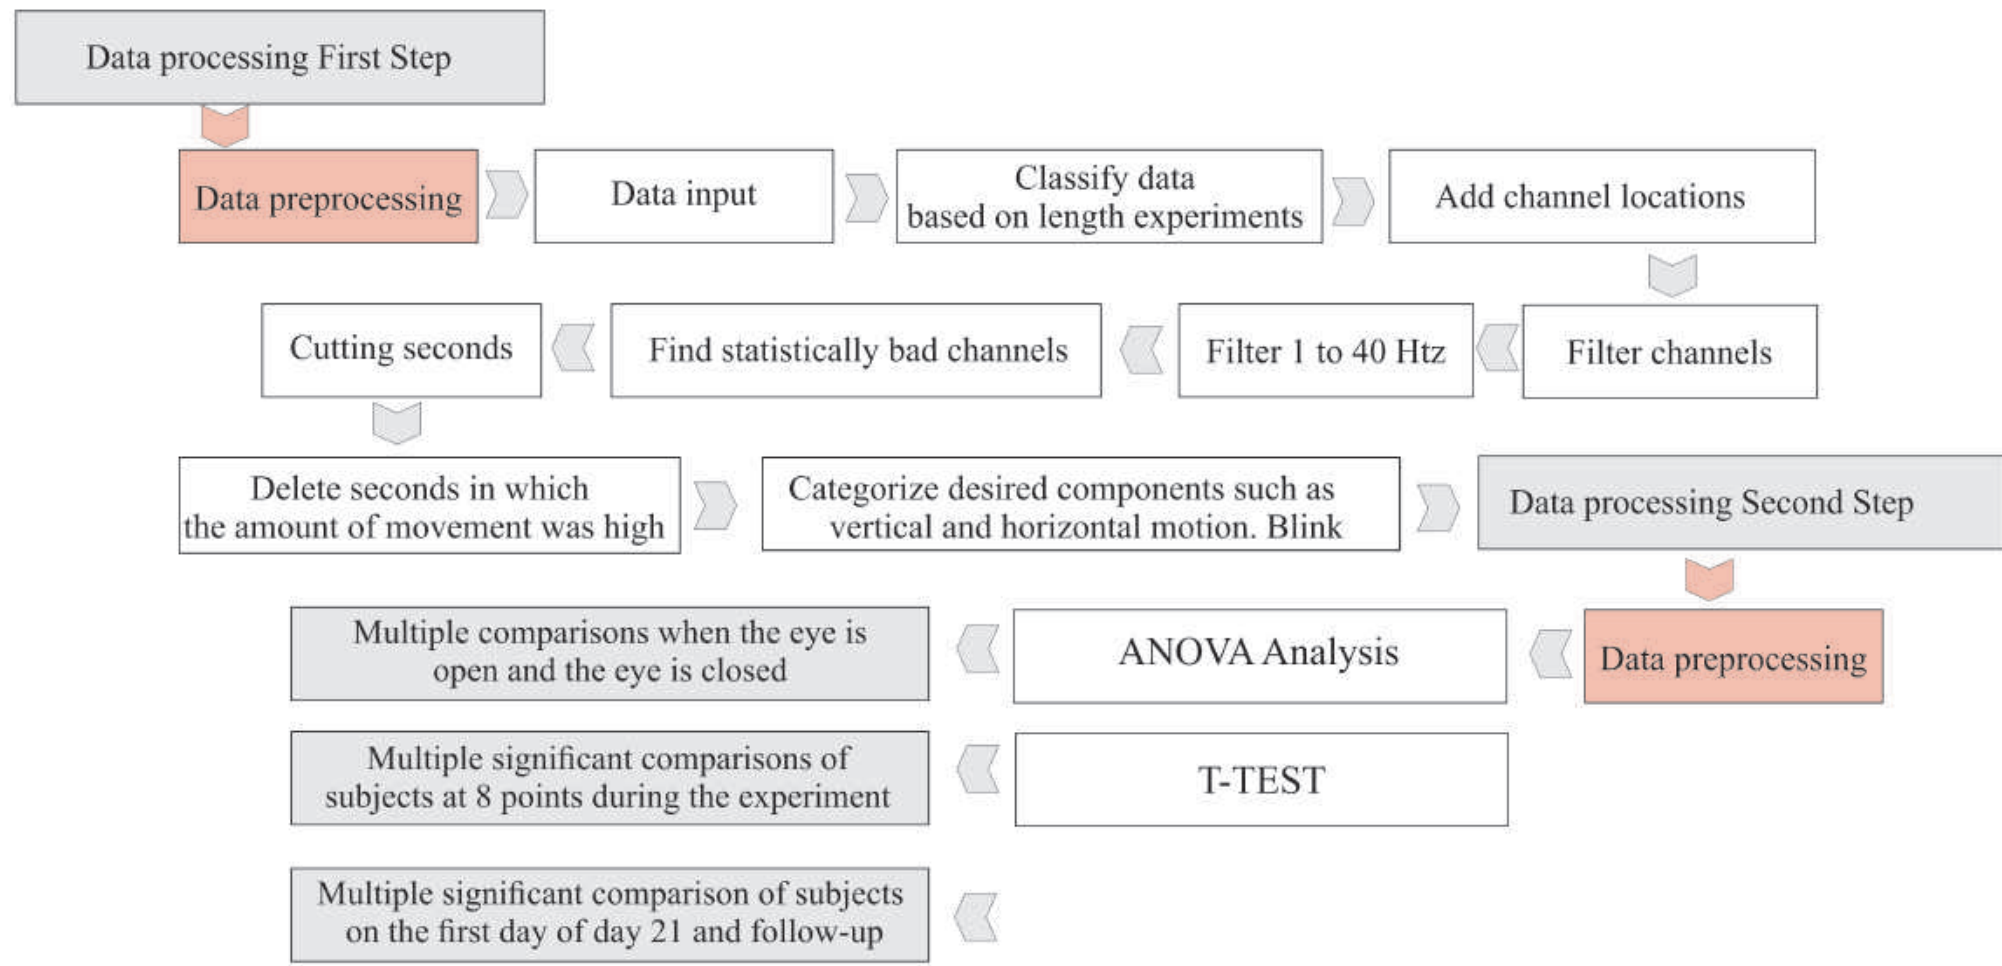 Data processing First Step
Data preprocessing
Data input
Classify data
based on length experiments
Add channel locations
Filter channels
Filter 1 to 40 Htz
Find statistically bad channels
Cutting seconds
Delete seconds in which
the amount of movement was high
Categorize desired components such as
vertical and horizontal motion. Blink
Data processing Second Step
Data preprocessing
ANOVA Analysis
Multiple comparisons when the eye is
open and the eye is closed
T-TEST
Multiple significant comparisons of
subjects at 8 points during the experiment
Multiple significant comparison of subjects
on the first day of day 21 and follow-up